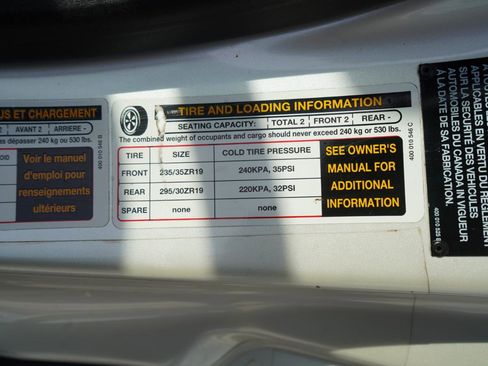 US ET CHARGEMENT
2 AVANT 2 ARRIERE -
s dépasser 240 kg ou 530 lbs.
Voir le manuel
d'emploi pour
renseignements
ultérieurs
400 010 546 B
TIRE AND LOADING INFORMATION
SEATING CAPACITY: TOTAL 2 FRONT 2 REAR -
The combined weight of occupants and cargo should never exceed 240 kg or 530 lbs.
TIRE SIZE COLD TIRE PRESSURE
FRONT 235/35ZR19 240KPA, 35PSI
REAR 295/30ZR19 220KPA, 32PSI
SPARE none none
SEE OWNER'S
MANUAL FOR
ADDITIONAL
INFORMATION
400 010 546 C
APPLICABLES EN VERTU DU RÈGLEMENT
SUR LA SÉCURITÉ DES VÉHICULES
AUTOMOBILES DU CANADA EN VIGUEUR
À LA DATE DE SA FABRICATION.